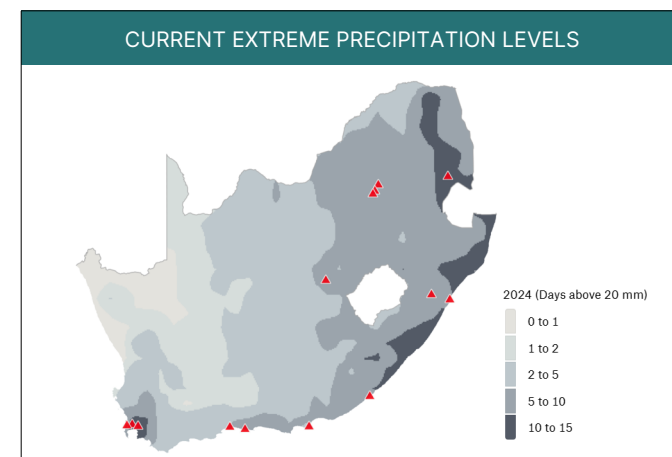 CURRENT EXTREME PRECIPITATION LEVELS
2024 (Days above 20 mm)
0 to 1
1 to 2
2 to 5
5 to 10
10 to 15